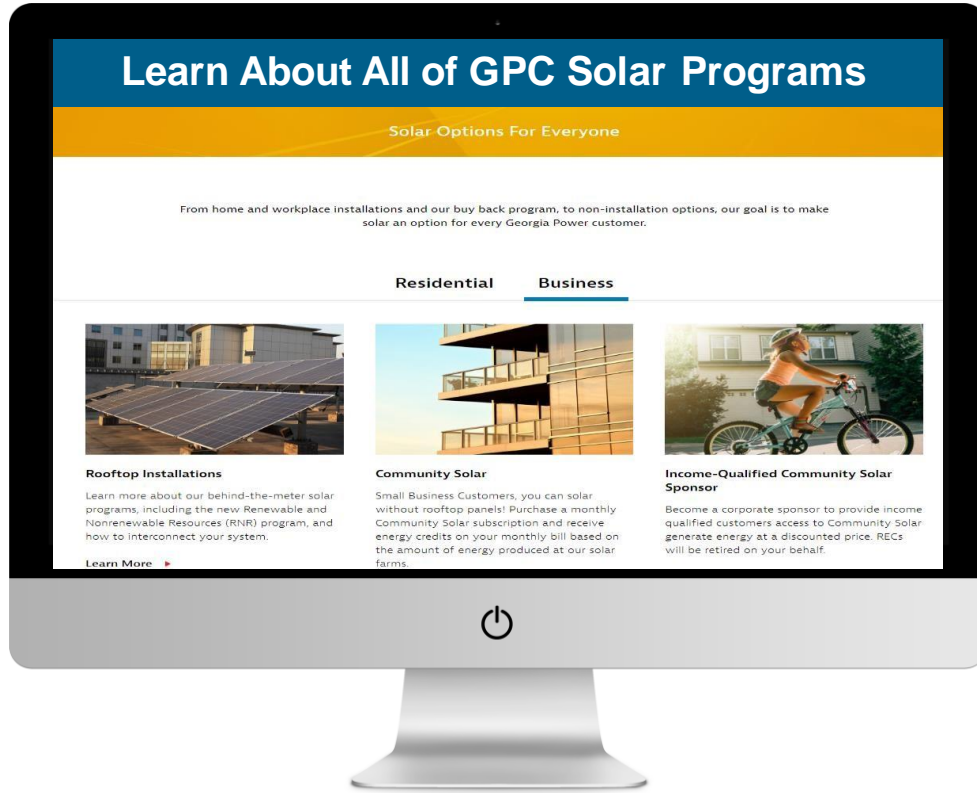 Learn About All of GPC Solar Programs
Solar Options For Everyone
From home and workplace installations and our buy back program, to non-installation options, our goal is to make
solar an option for every Georgia Power customer.
Residential
Business
Rooftop Installations
Learn more about our behind-the-meter solar
programs, including the new Renewable and
Nonrenewable Resources (RNR) program, and
how to interconnect your system.
Learn More
Community Solar
Small Business Customers, you can solar
without rooftop panels! Purchase a monthly
Community Solar subscription and receive
energy credits on your monthly bill based on
the amount of energy produced at our solar
farms.
Income-Qualified Community Solar
Sponsor
Become a corporate sponsor to provide income
qualified customers access to Community Solar
generate energy at a discounted price. RECs
will be retired on your behalf.